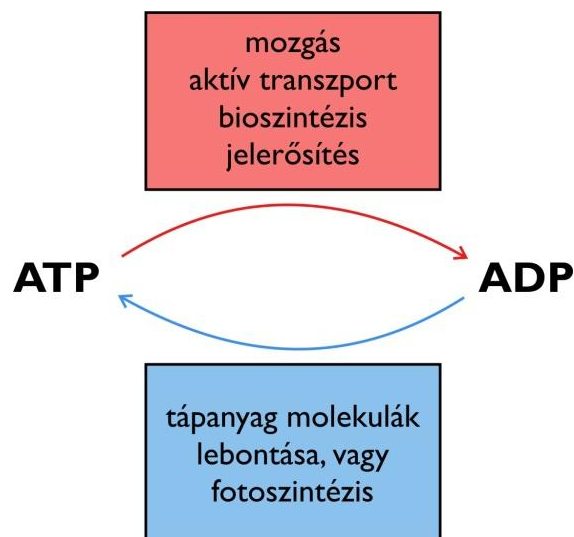 mozgás
aktív transzport
bioszintézis
jelerősítés
ATP
ADP
tápanyag molekulák
lebontása, vagy
fotoszintézis